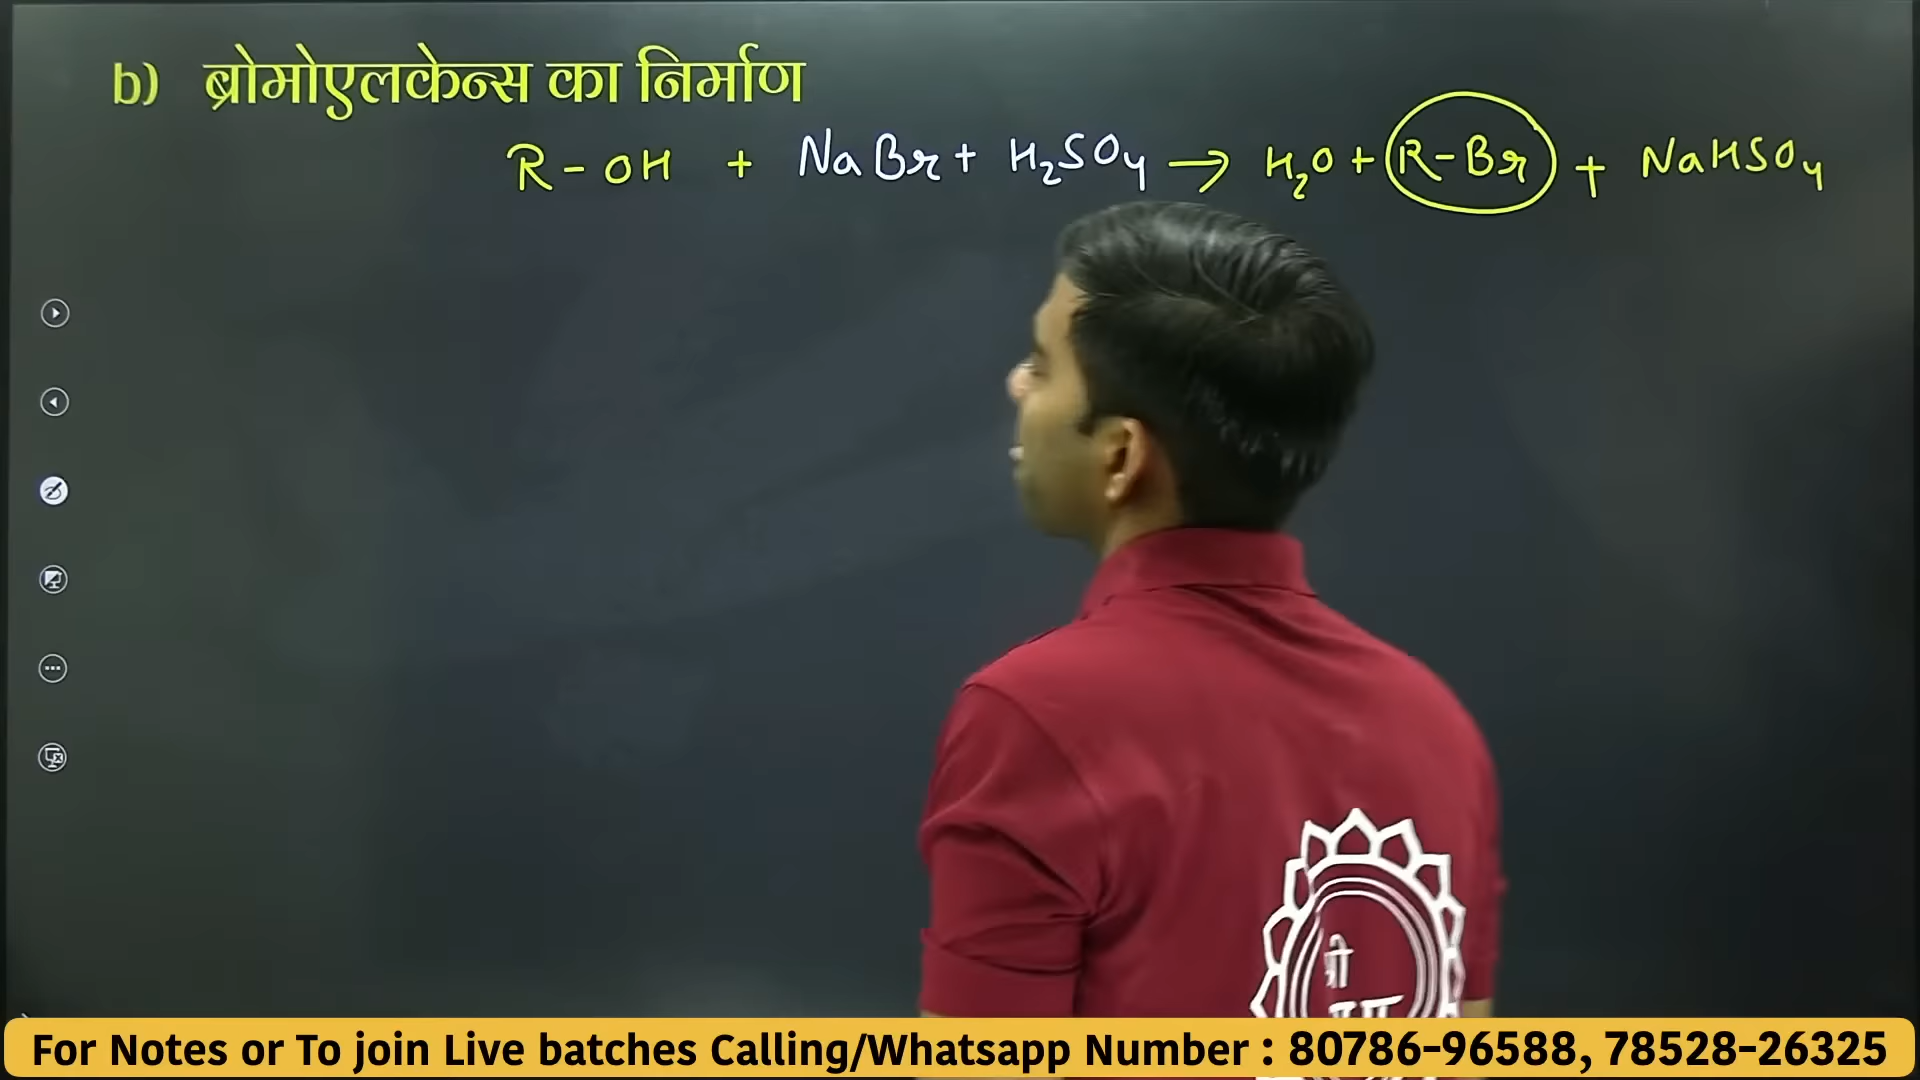 b) ब्रोमोएलकेन्स का निर्माण
R - OH + NaBr + H₂SO₄ → H₂O + R-Br + NaHSO₄
श्री
For Notes or To join Live batches Calling/Whatsapp Number : 80786-96588, 78528-26325